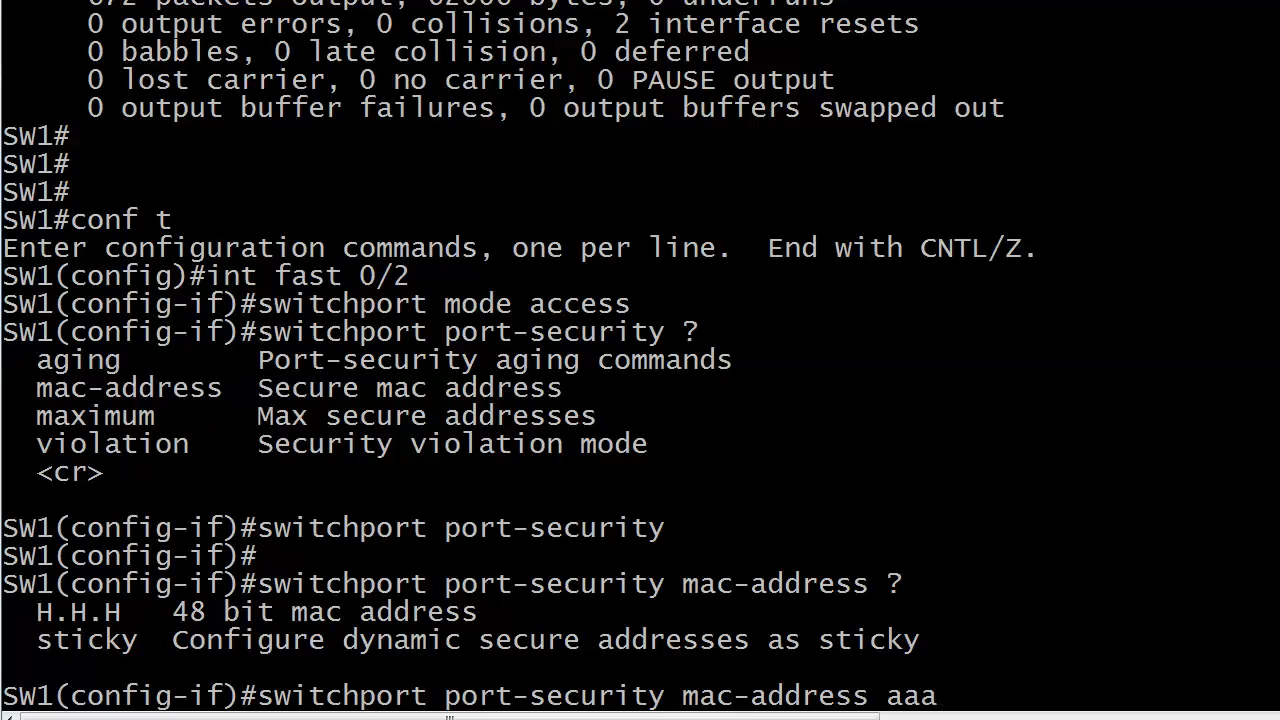 packets output, bytes, 0 underruns
0 output errors, 0 collisions, 2 interface resets
0 babbles, 0 late collision, 0 deferred
0 lost carrier, 0 no carrier, 0 PAUSE output
0 output buffer failures, 0 output buffers swapped out
SW1#
SW1#
SW1#
SW1#conf t
Enter configuration commands, one per line.  End with CNTL/Z.
SW1(config)#int fast 0/2
SW1(config-if)#switchport mode access
SW1(config-if)#switchport port-security ?
  aging        Port-security aging commands
  mac-address  Secure mac address
  maximum      Max secure addresses
  violation    Security violation mode
  <cr>
SW1(config-if)#switchport port-security
SW1(config-if)#
SW1(config-if)#switchport port-security mac-address ?
  H.H.H   48 bit mac address
  sticky  Configure dynamic secure addresses as sticky
SW1(config-if)#switchport port-security mac-address aaa